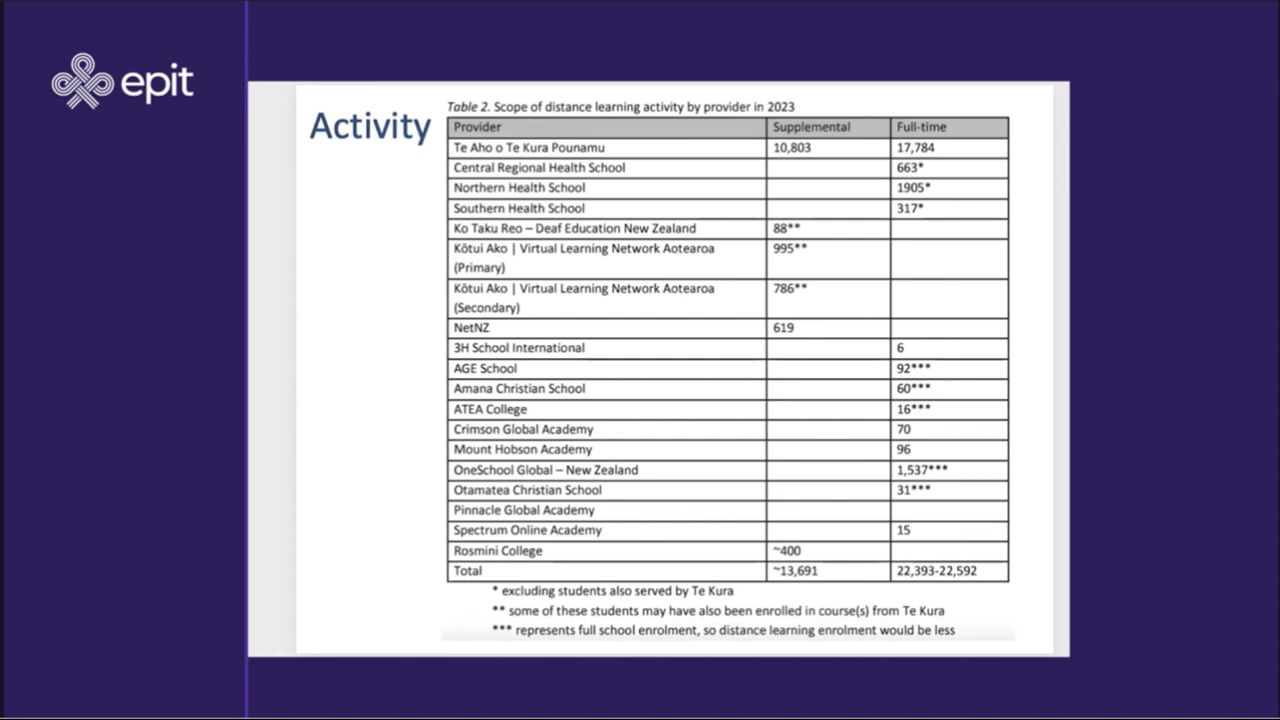 epit
Activity
Table 2. Scope of distance learning activity by provider in 2023
Provider Supplemental Full-time
Te Aho o Te Kura Pounamu 10,803 17,784
Central Regional Health School 663*
Northern Health School 1905*
Southern Health School 317*
Ko Taku Reo – Deaf Education New Zealand 88**
Kōtui Ako | Virtual Learning Network Aotearoa 995**
(Primary)
Kōtui Ako | Virtual Learning Network Aotearoa 786**
(Secondary)
NetNZ 619
3H School International 6
AGE School 92***
Amana Christian School 60***
ATEA College 16***
Crimson Global Academy 70
Mount Hobson Academy 96
OneSchool Global – New Zealand 1,537***
Otamatea Christian School 31***
Pinnacle Global Academy
Spectrum Online Academy 15
Rosmini College ~400
Total ~13,691 22,393-22,592
* excluding students also served by Te Kura
** some of these students may have also been enrolled in course(s) from Te Kura
*** represents full school enrolment, so distance learning enrolment would be less